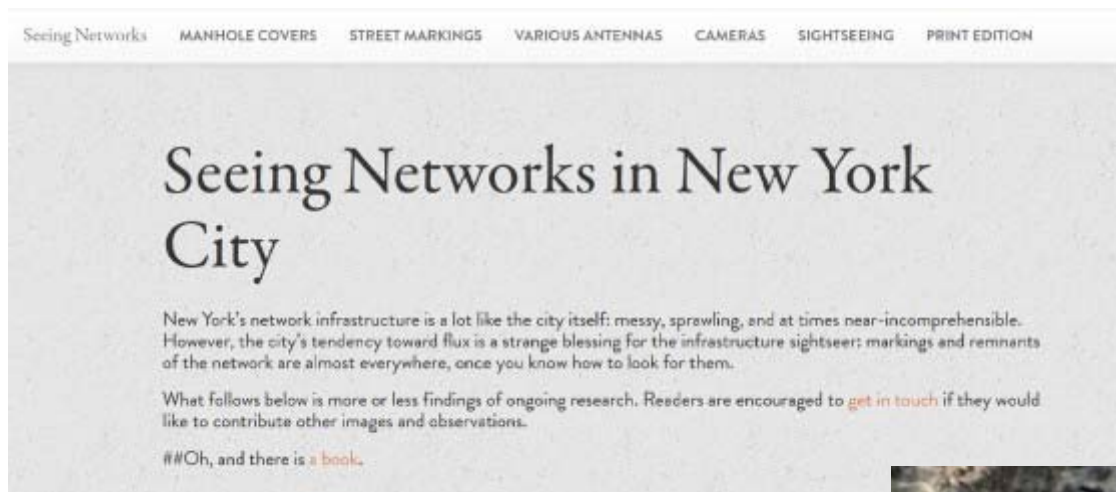 Seeing Networks MANHOLE COVERS STREET MARKINGS VARIOUS ANTENNAS CAMERAS SIGHTSEEING PRINT EDITION
Seeing Networks in New York
City
New York's network infrastructure is a lot like the city itself: messy, sprawling, and at times near-incomprehensible.
However, the city's tendency toward flux is a strange blessing for the infrastructure sightseer: markings and remnants
of the network are almost everywhere, once you know how to look for them.
What follows below is more or less findings of ongoing research. Readers are encouraged to get in touch if they would
like to contribute other images and observations.
##Oh, and there is a book.